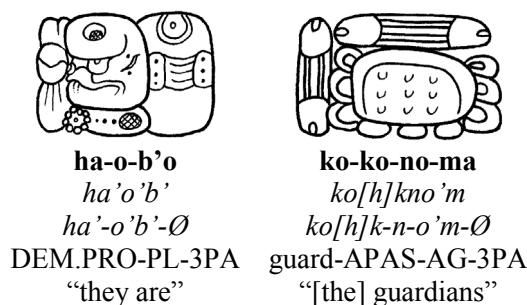 ha-o-b’o ko-ko-no-ma
ha’o’b’ ko[h]kno’m
ha’-o’b’-Ø ko[h]k-n-o’m-Ø
DEM.PRO-PL-3PA guard-APAS-AG-3PA
“they are” “[the] guardians”